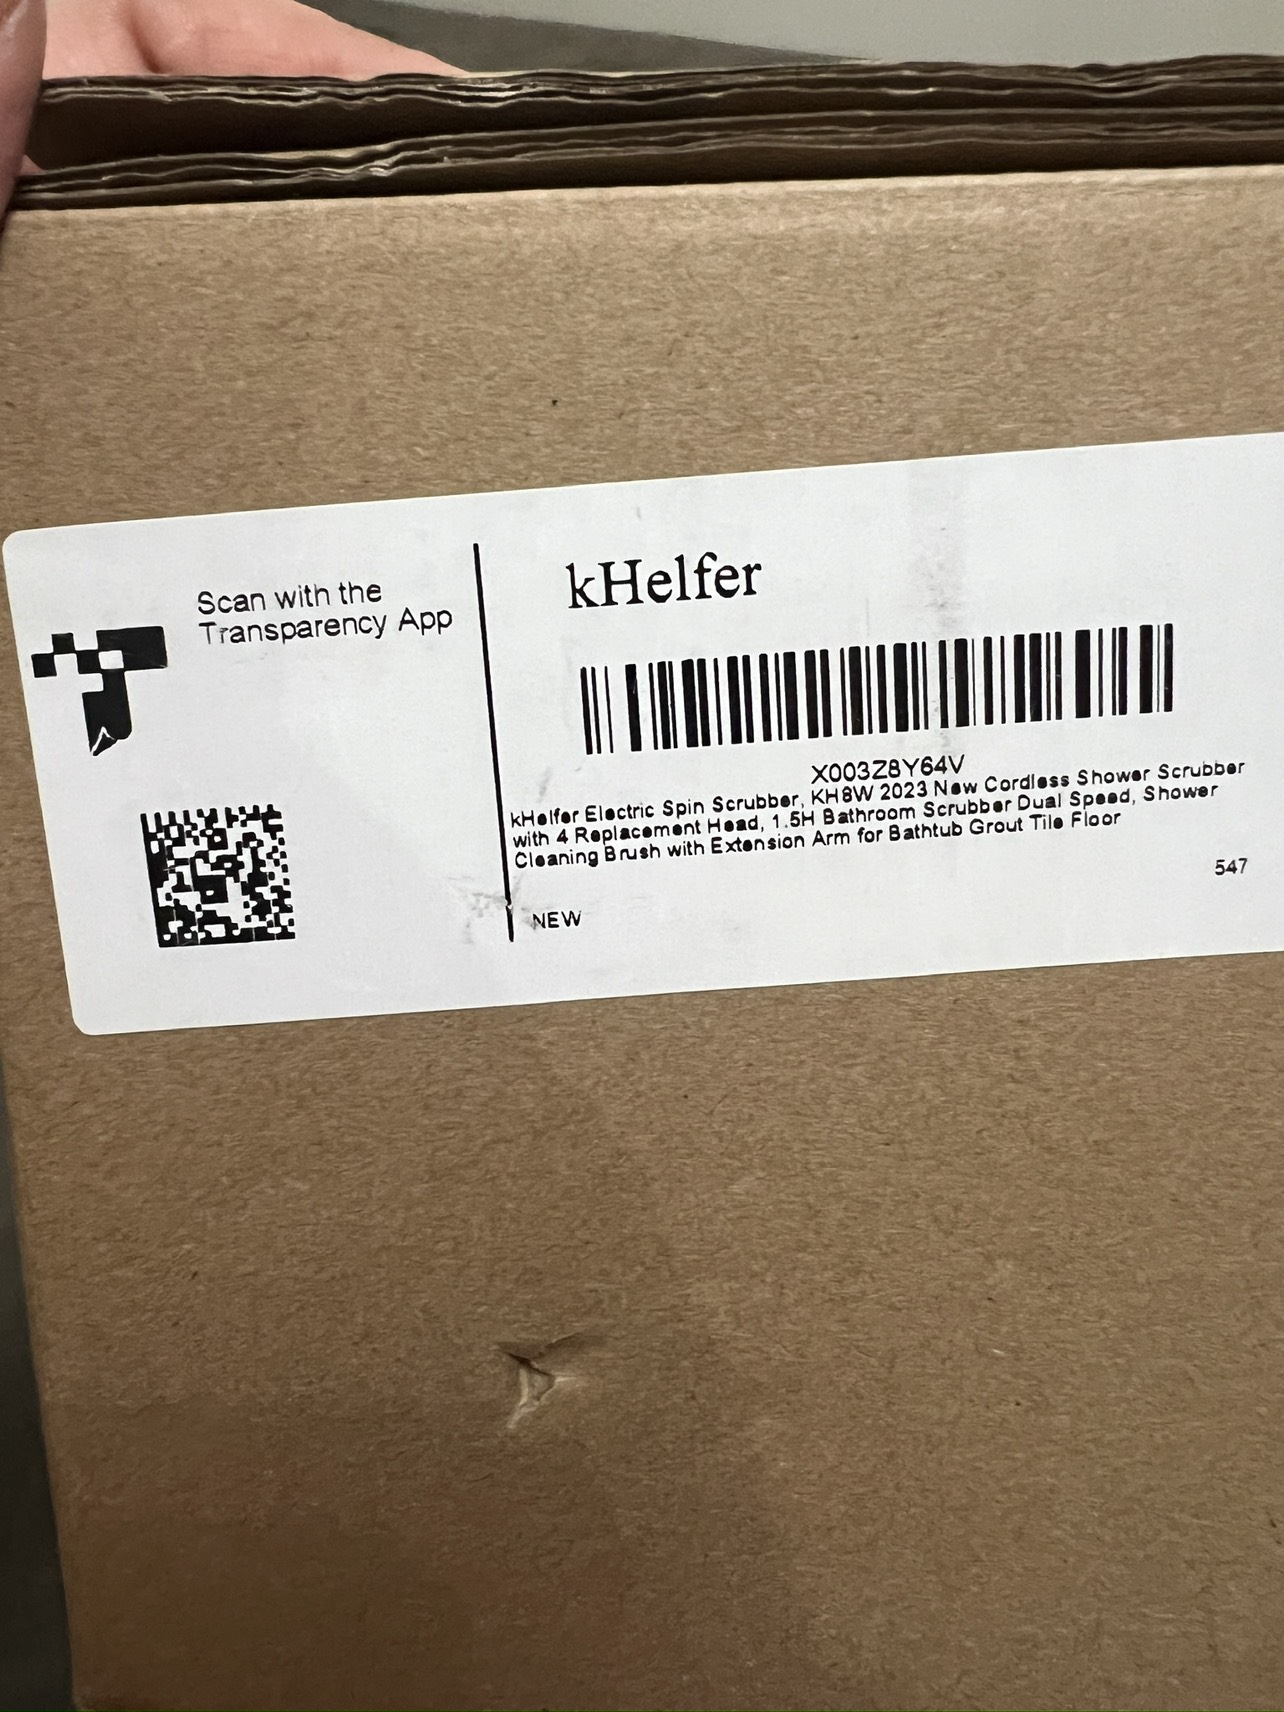 Scan with the
Transparency App
kHelfer
X003Z8Y64V
kHelfer Electric Spin Scrubber, KH8W 2023 New Cordless Shower Scrubber
with 4 Replacement Head, 1.5H Bathroom Scrubber Dual Speed, Shower
Cleaning Brush with Extension Arm for Bathtub Grout Tile Floor
547
NEW